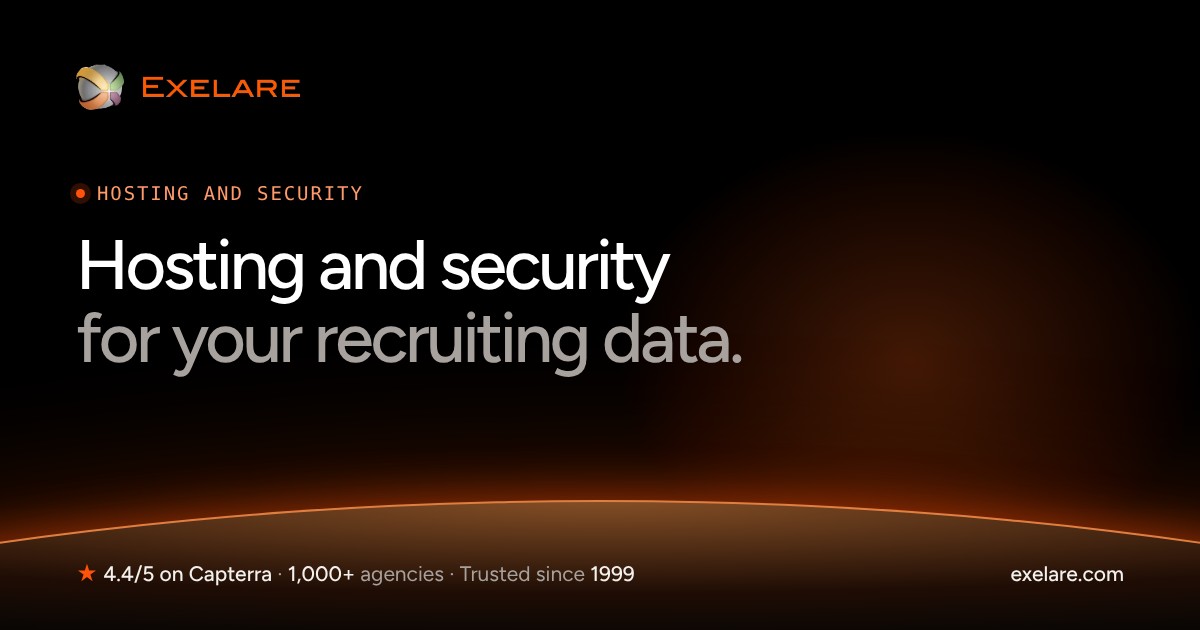 EXELARE
HOSTING AND SECURITY
Hosting and security
for your recruiting data.
★ 4.4/5 on Capterra · 1,000+ agencies · Trusted since 1999
exelare.com